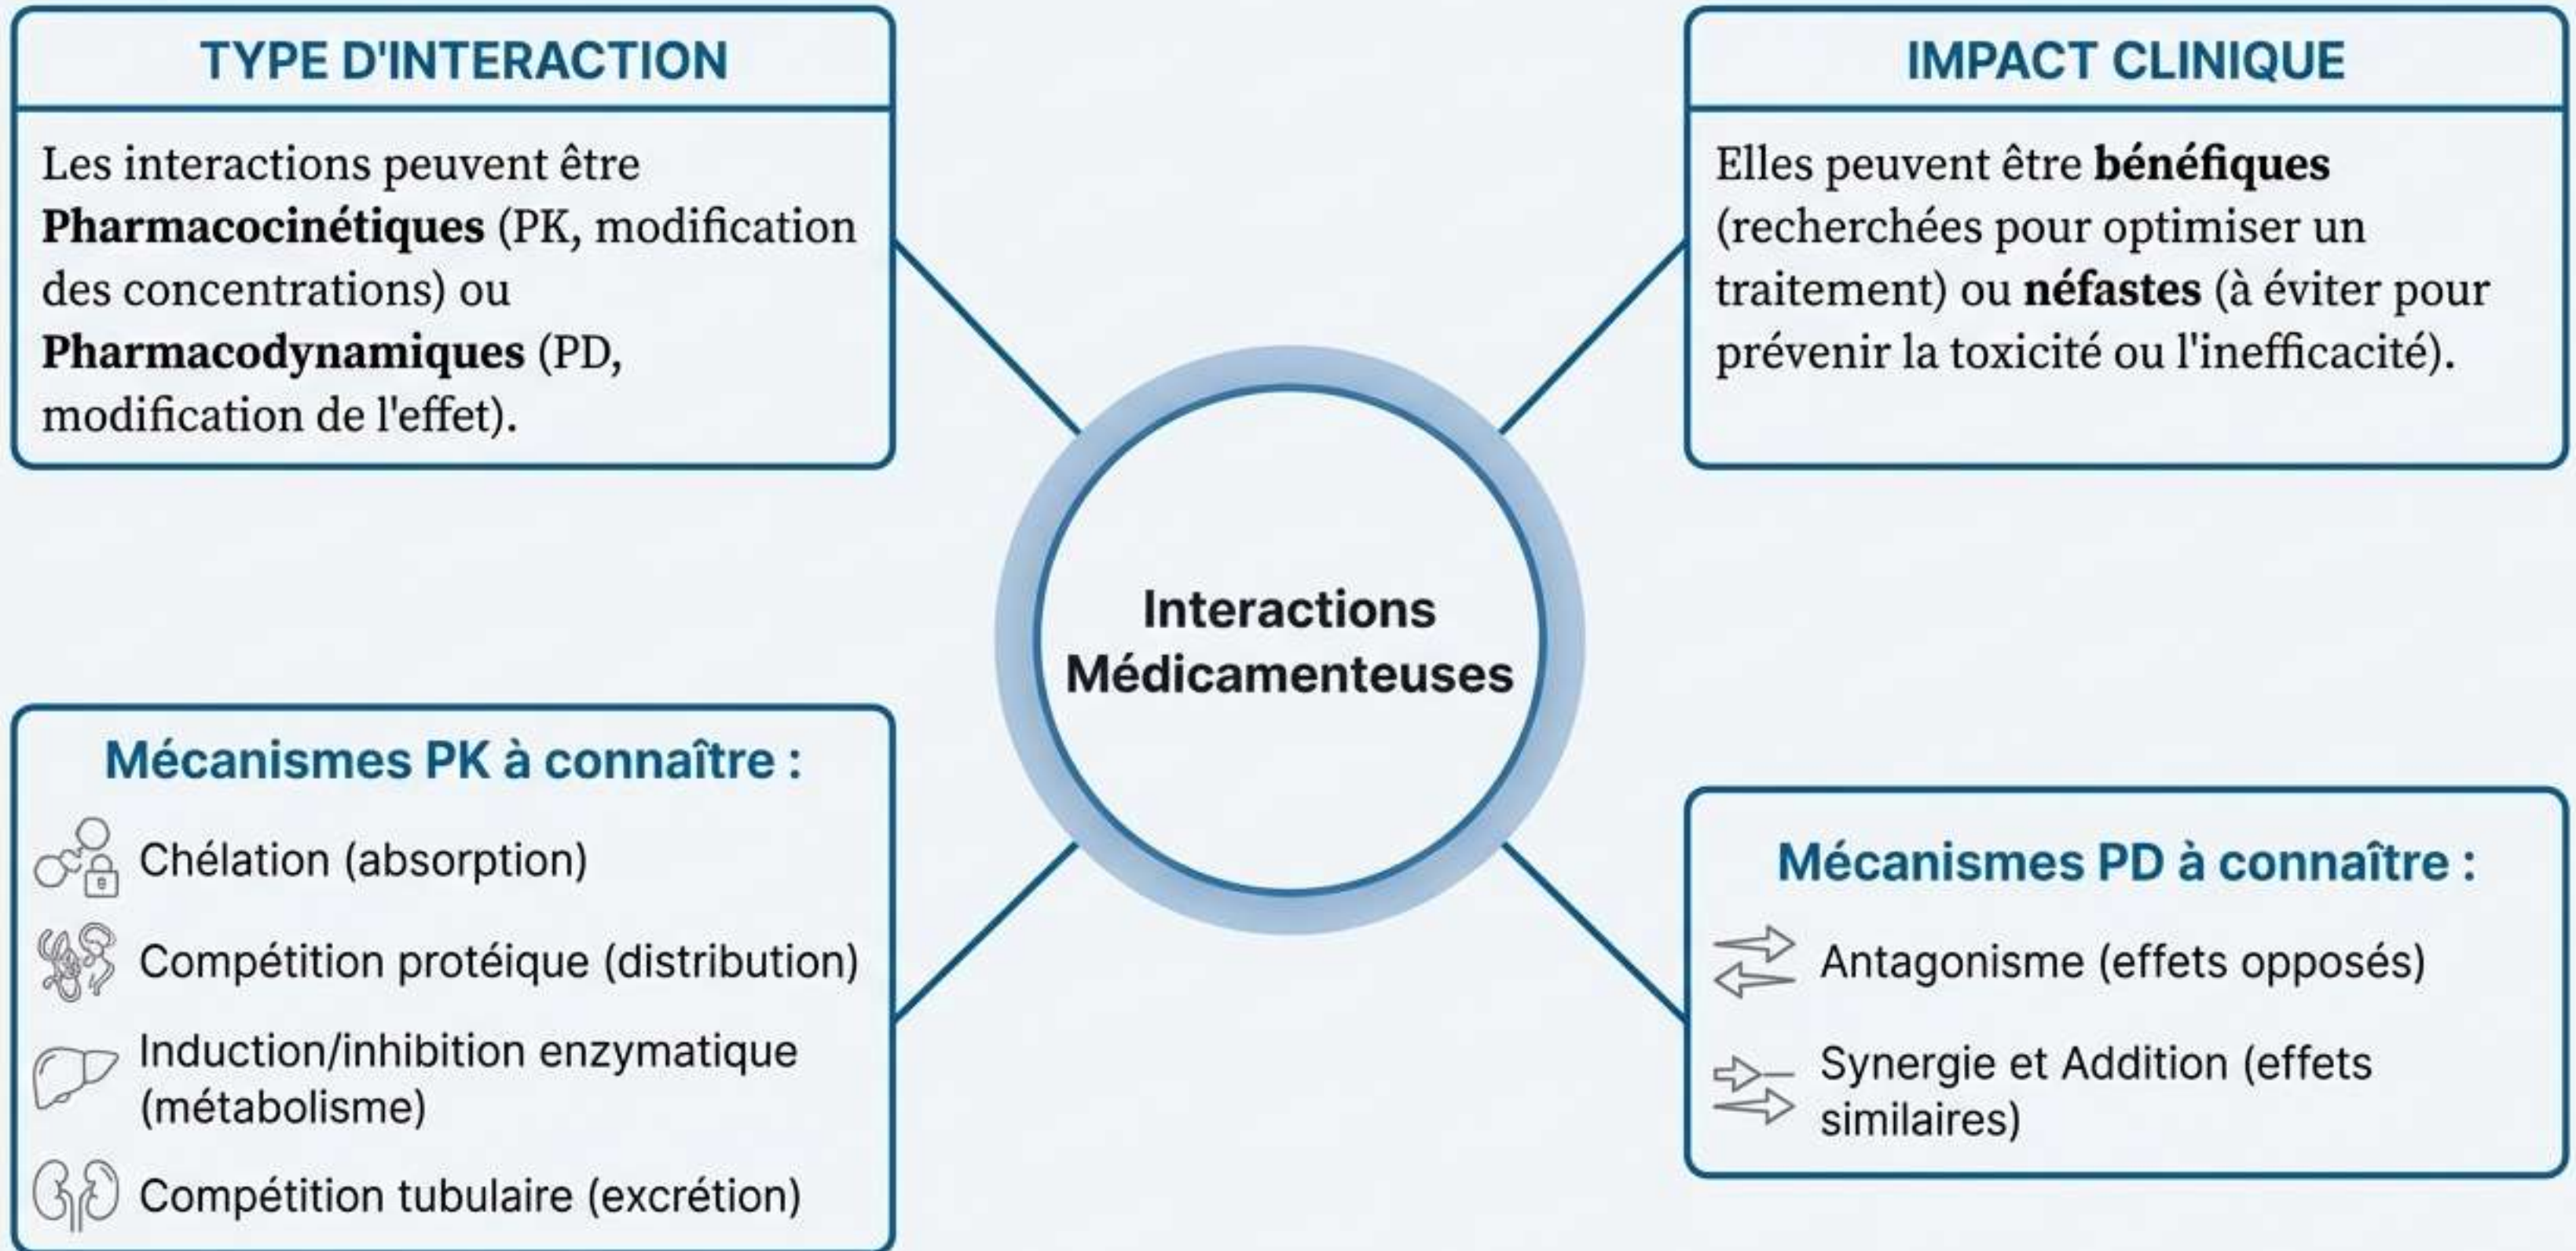 TYPE D'INTERACTION
Les interactions peuvent être
Pharmacocinétiques (PK, modification
des concentrations) ou
Pharmacodynamiques (PD,
modification de l'effet).
IMPACT CLINIQUE
Elles peuvent être bénéfiques
(recherchées pour optimiser un
traitement) ou néfastes (à éviter pour
prévenir la toxicité ou l'inefficacité).
Interactions
Médicamenteuses
Mécanismes PK à connaître :
Chélation (absorption)
Compétition protéique (distribution)
Induction/inhibition enzymatique
(métabolisme)
Compétition tubulaire (excrétion)
Mécanismes PD à connaître :
Antagonisme (effets opposés)
Synergie et Addition (effets
similaires)